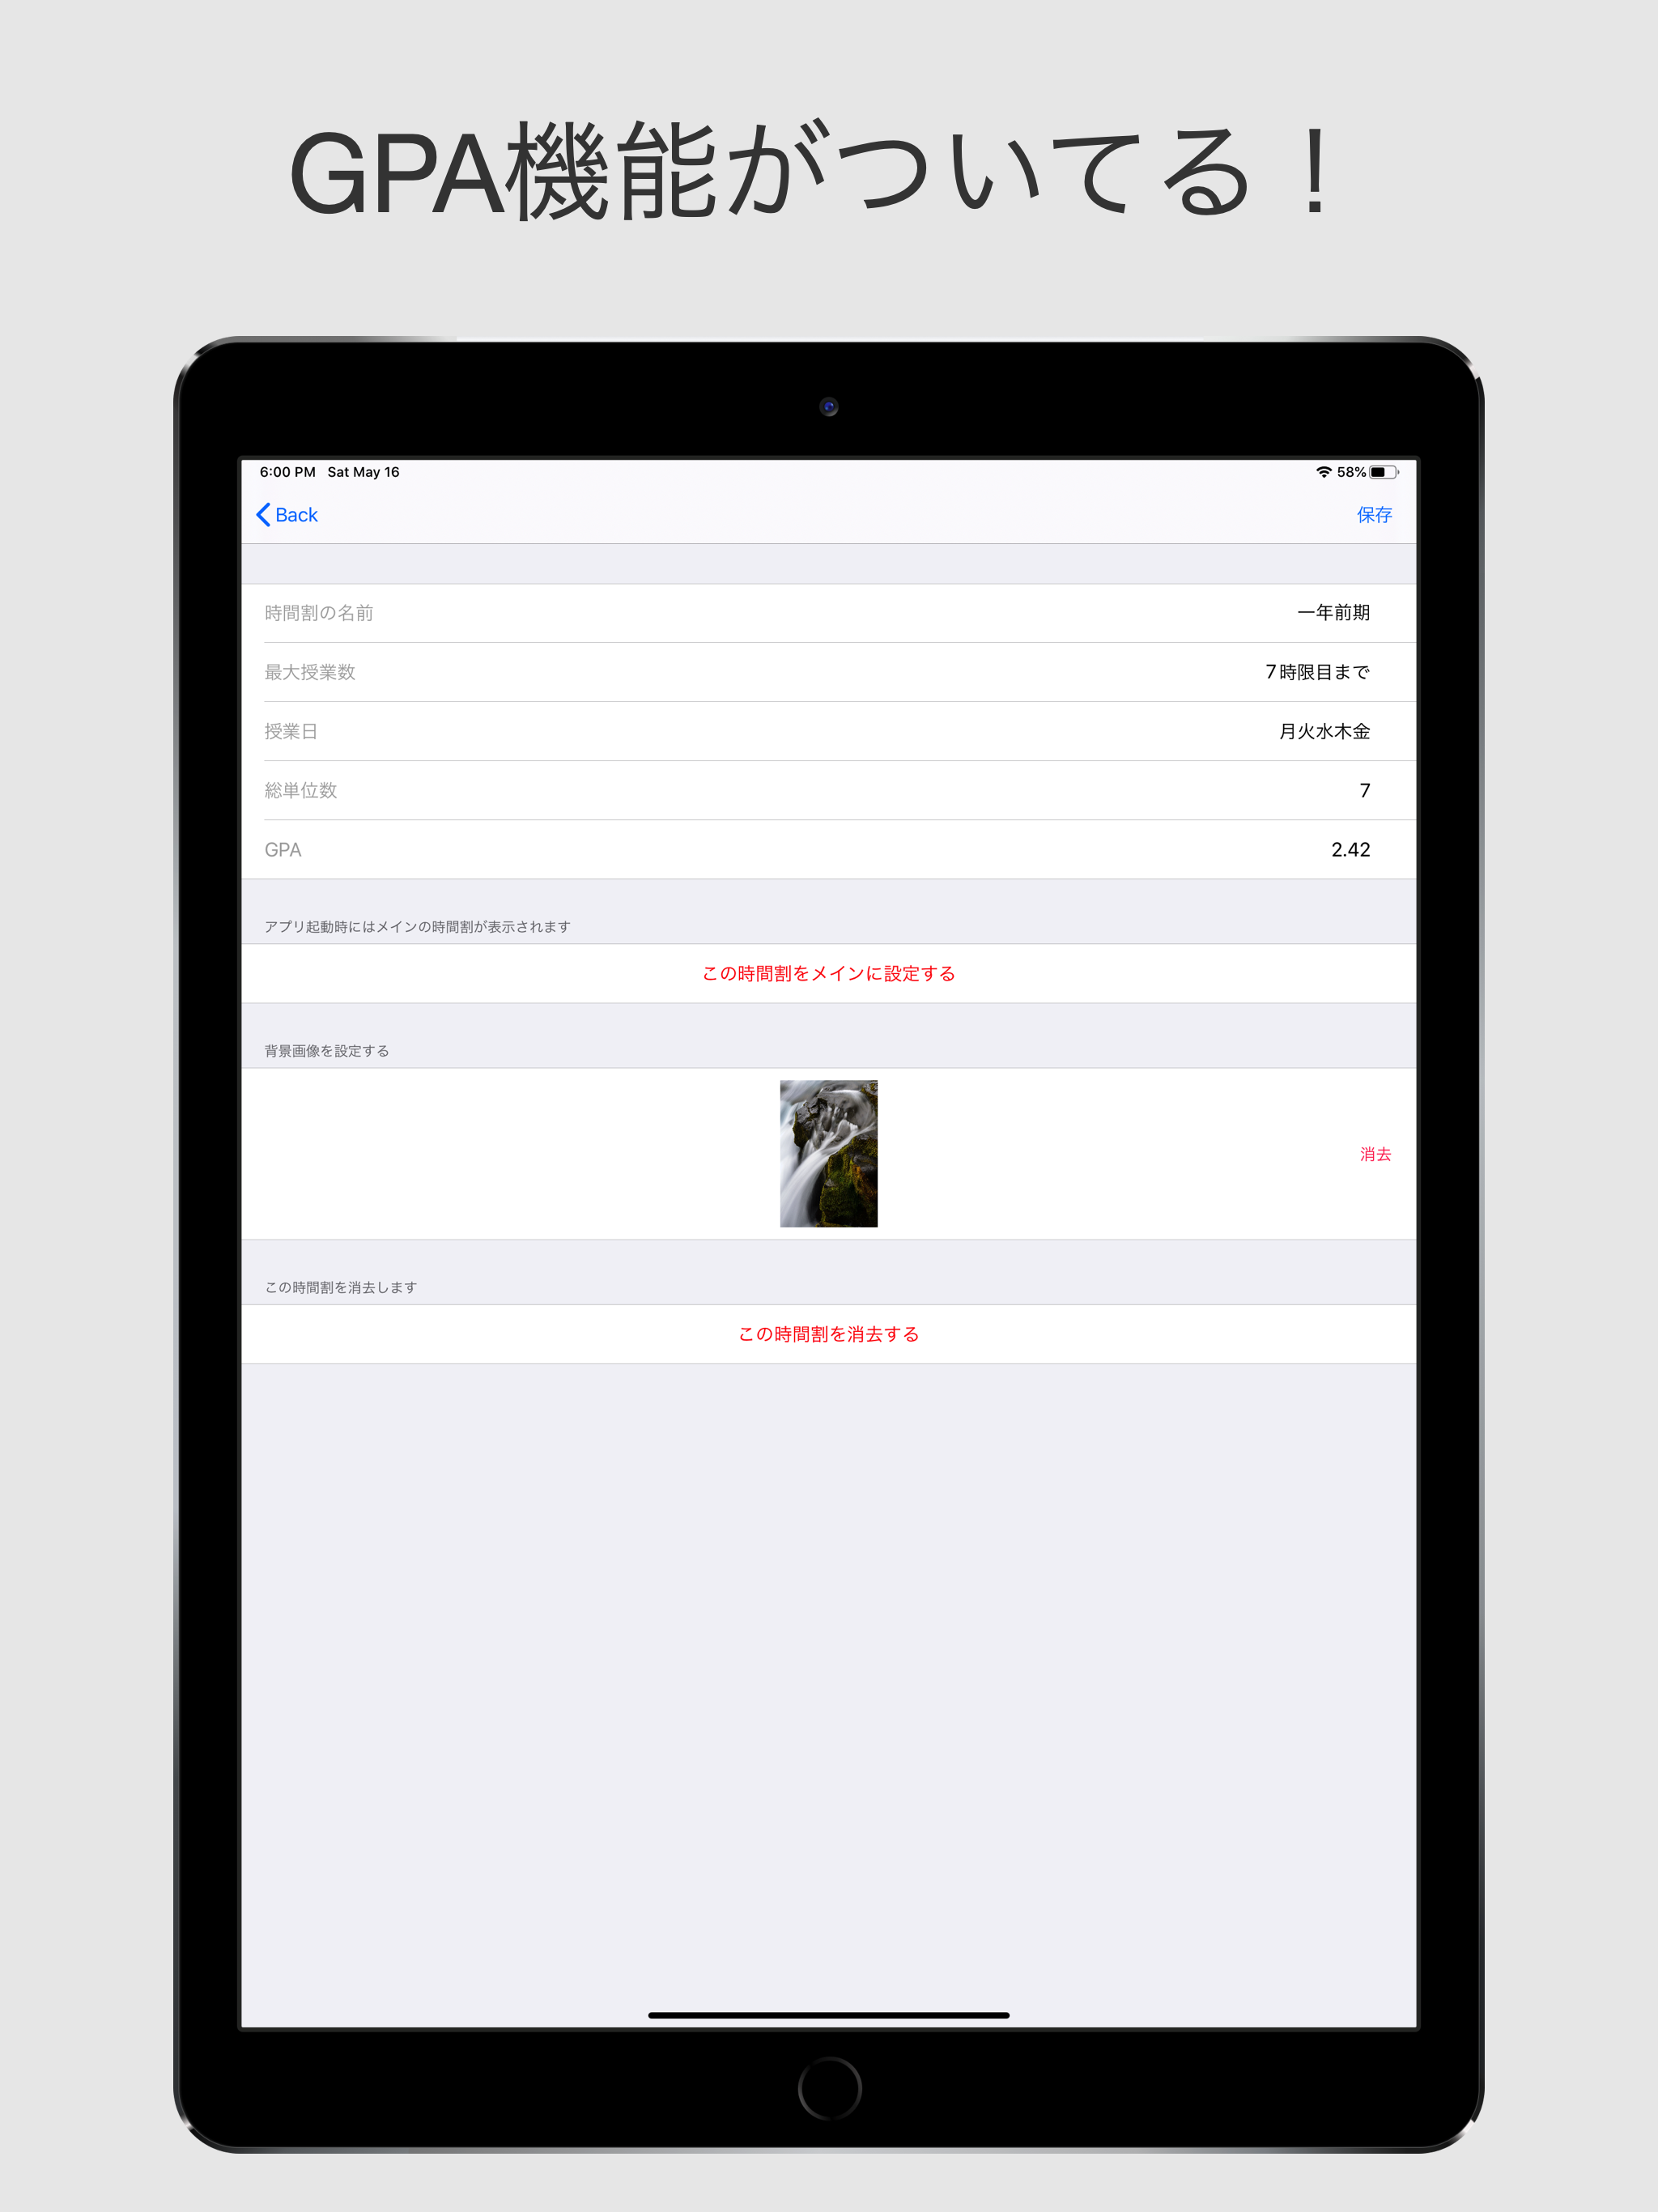 GPA機能がついてる！
6:00 PM Sat May 16 58%
Back 保存
時間割の名前 一年前期
最大授業数 7時限目まで
授業日 月火水木金
総単位数 7
GPA 2.42
アプリ起動時にはメインの時間割が表示されます
この時間割をメインに設定する
背景画像を設定する
消去
この時間割を消去します
この時間割を消去する